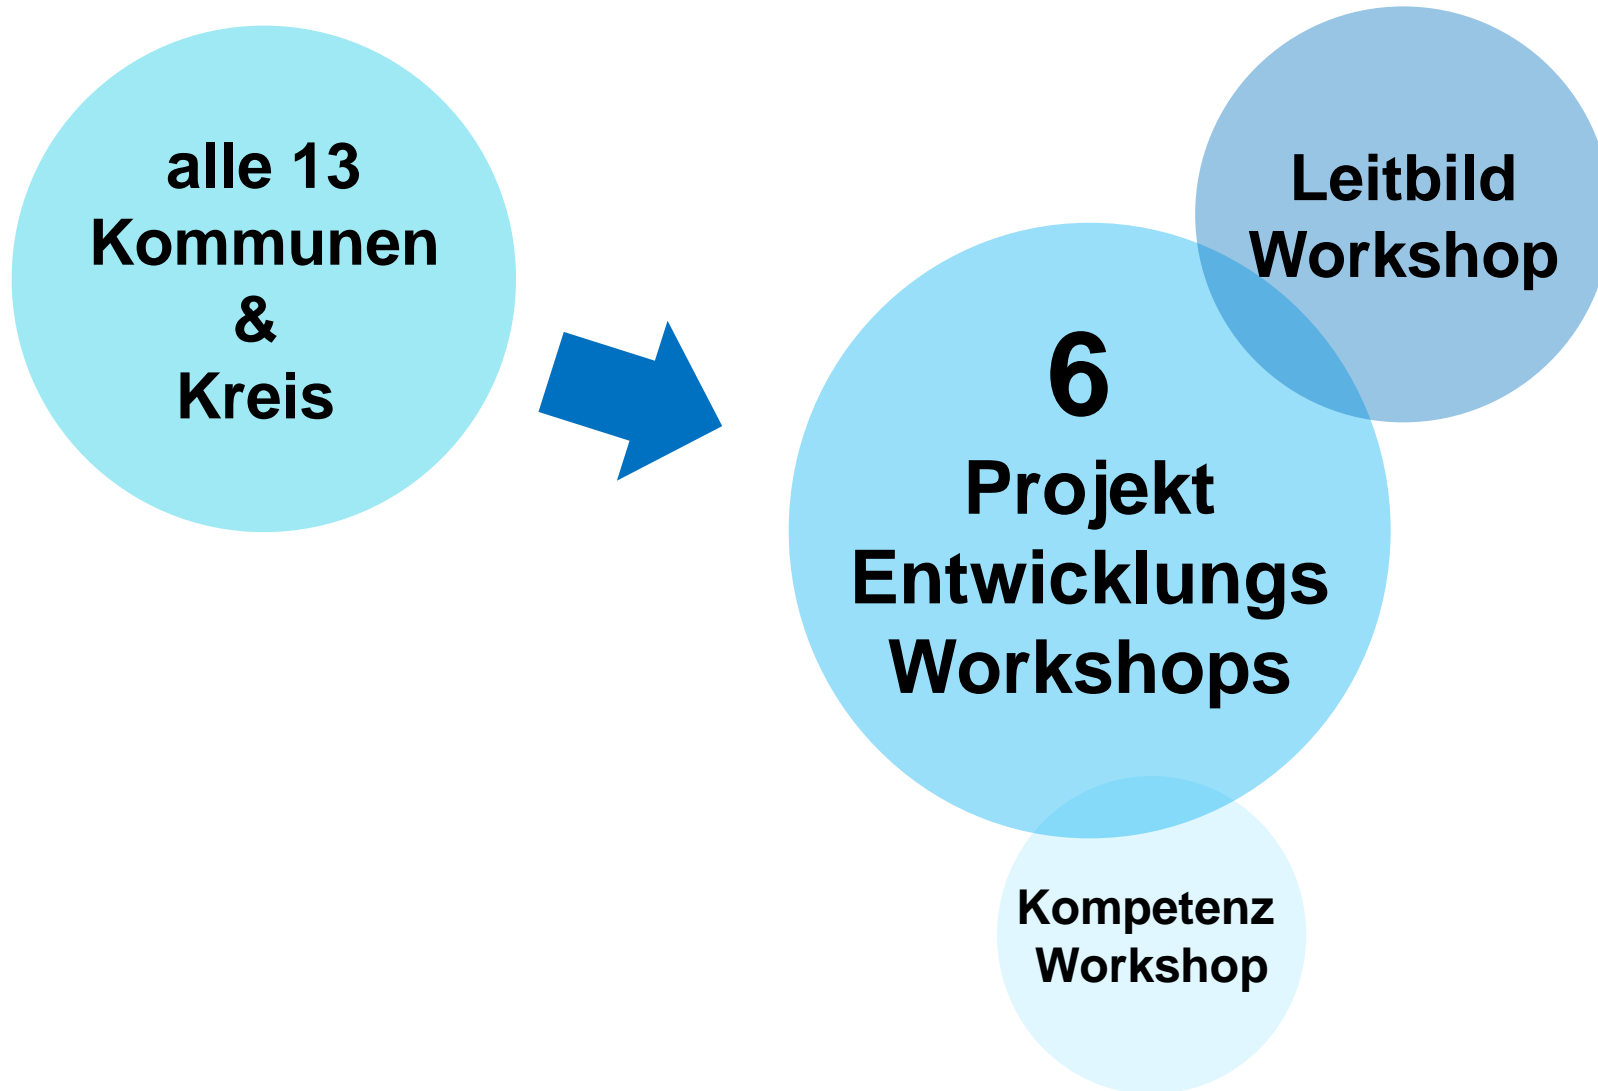 alle 13
Kommunen
&
Kreis
Leitbild
Workshop
6
Projekt
Entwicklungs
Workshops
Kompetenz
Workshop